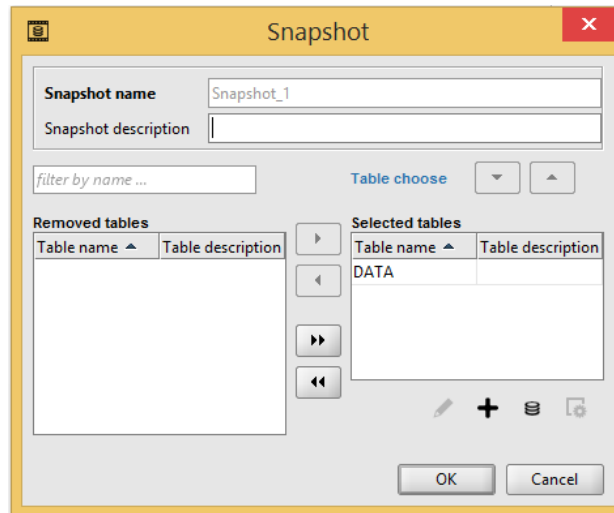 Snapshot
Snapshot name Snapshot_1
Snapshot description
filter by name ... Table choose
Removed tables Selected tables
Table name Table description Table name Table description
DATA
OK Cancel